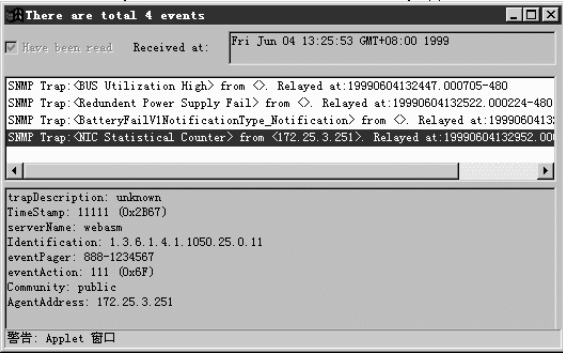 There are total 4 events
Have been read Received at: Fri Jun 04 13:25:53 GMT+08:00 1999
SNMP Trap:<BUS Utilization High> from <>. Relayed at:19990604132447.000705-480
SNMP Trap:<Redundent Power Supply Fail> from <>. Relayed at:19990604132522.000224-480
SNMP Trap:<BatteryFailV1NotificationType_Notification> from <>. Relayed at:1999060413
SNMP Trap:<NIC Statistical Counter> from <172.25.3.251>. Relayed at:19990604132952.00
trapDescription: unknown
TimeStamp: 11111 (0x2B67)
serverName: webasm
Identification: 1.3.6.1.4.1.1050.25.0.11
eventPager: 888-1234567
eventAction: 111 (0x6F)
Community: public
AgentAddress: 172.25.3.251
警告: Applet 窗口